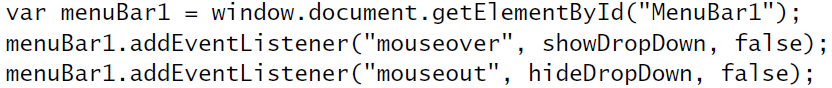 var menuBar1 = window.document.getElementById("MenuBar1");
menuBar1.addEventListener("mouseover", showDropDown, false);
menuBar1.addEventListener("mouseout", hideDropDown, false);